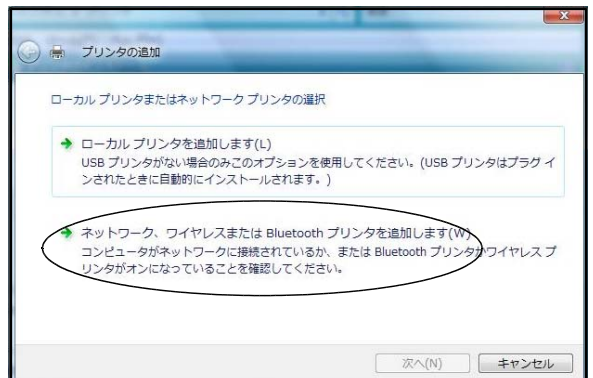 プリンタの追加
ローカル プリンタまたはネットワーク プリンタの選択
ローカル プリンタを追加します(L)
USB プリンタがない場合のみこのオプションを使用してください。(USB プリンタはプラグ イ
ンされたときに自動的にインストールされます。)
ネットワーク、ワイヤレスまたは Bluetooth プリンタを追加します(W)
コンピュータがネットワークに接続されているか、または Bluetooth プリンタかワイヤレス プ
リンタがオンになっていることを確認してください。
次へ(N)
キャンセル